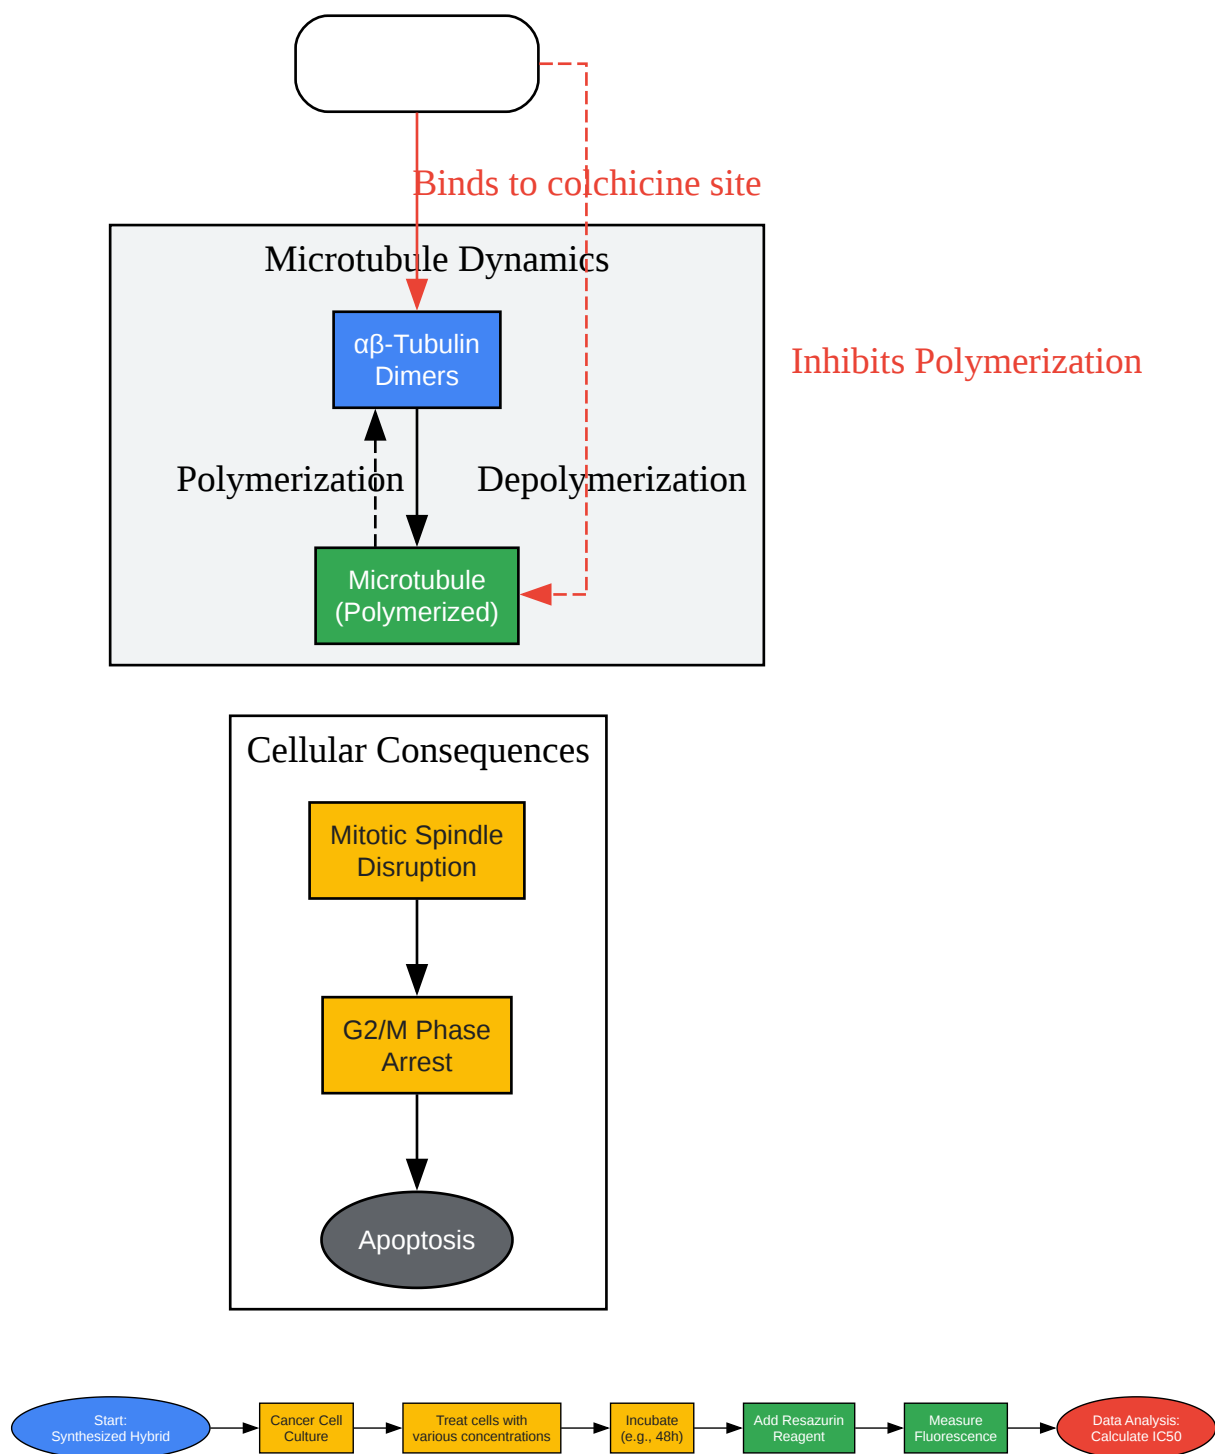 Binds to colchicine site
Microtubule Dynamics
αβ-Tubulin
Dimers
Inhibits Polymerization
Polymerization
Depolymerization
Microtubule
(Polymerized)
Cellular Consequences
Mitotic Spindle
Disruption
G2/M Phase
Arrest
Apoptosis
Start:
Synthesized Hybrid
Cancer Cell
Culture
Treat cells with
various concentrations
Incubate
(e.g., 48h)
Add Resazurin
Reagent
Measure
Fluorescence
Data Analysis:
Calculate IC50